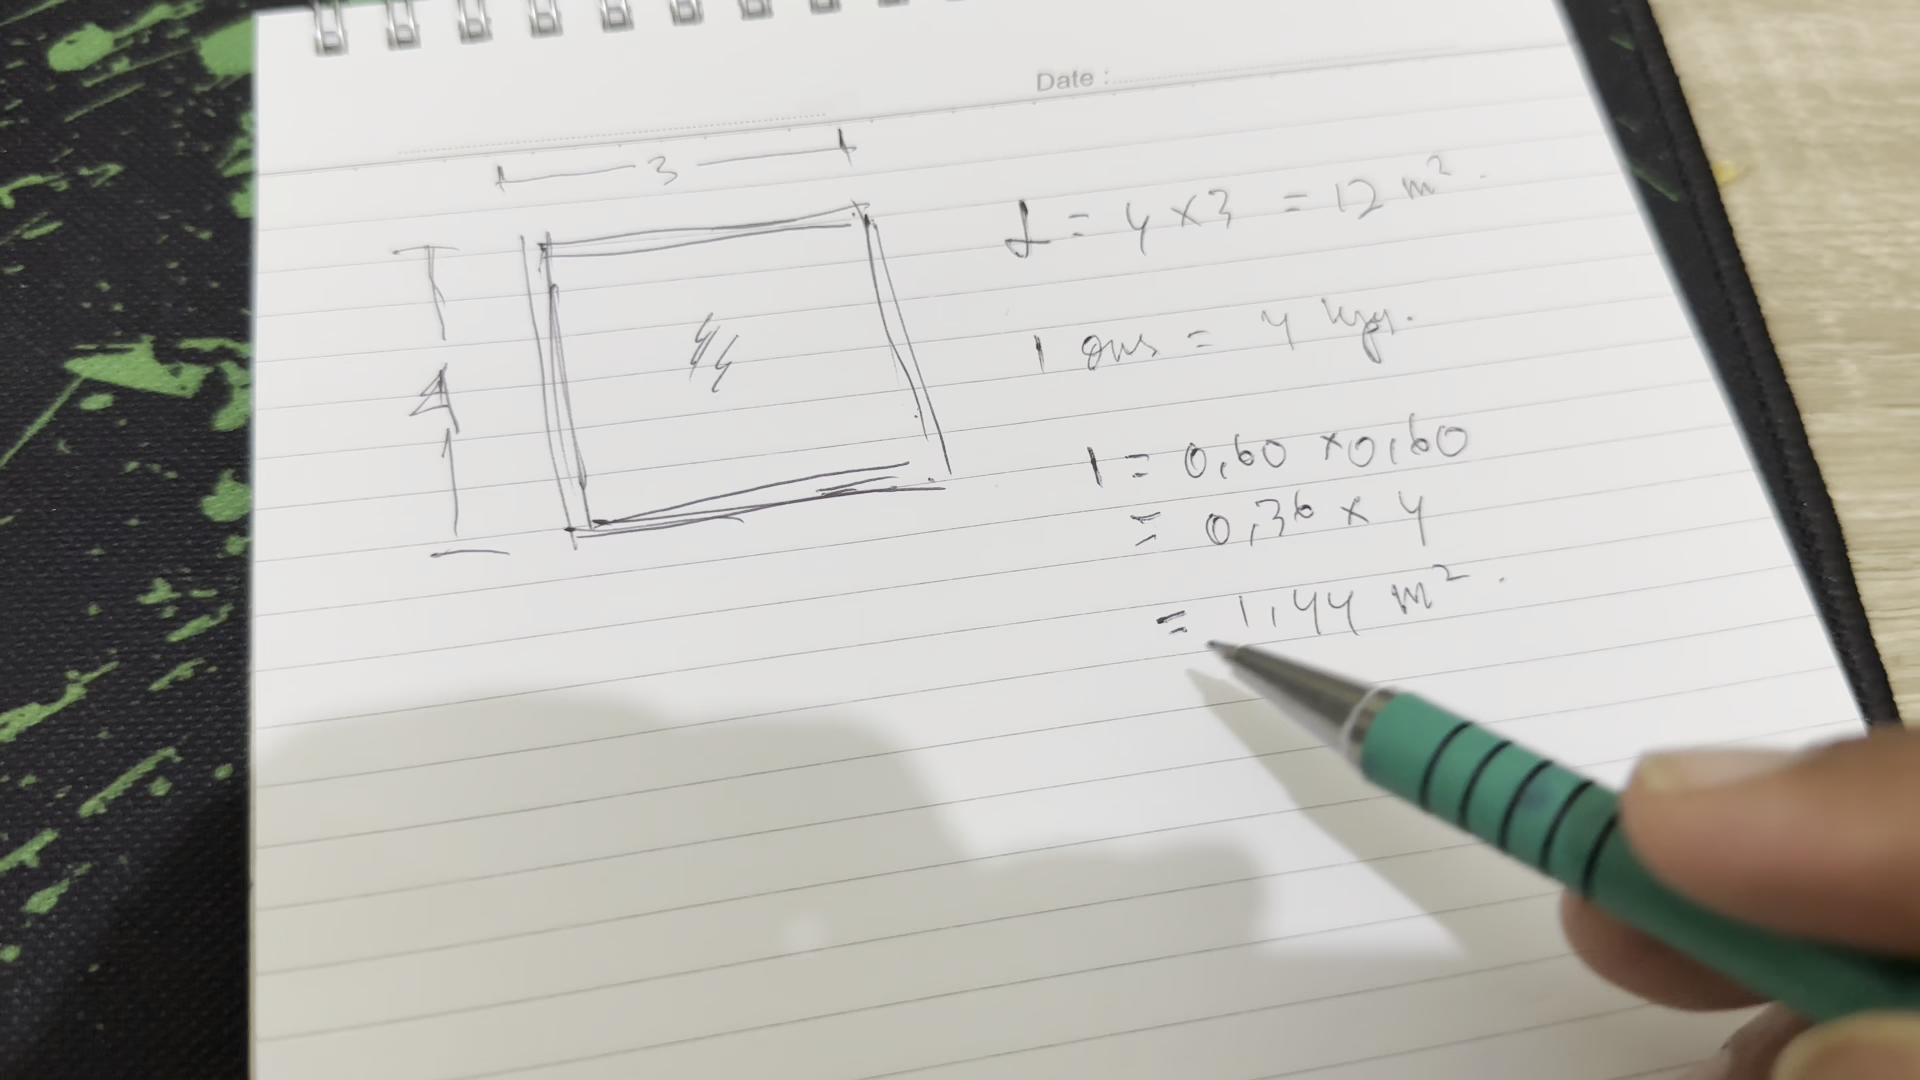 Date :
3
4
L = 4 x 3 = 12 m².
1 dus = 4 kpg.
1 = 0,60 x 0,60
= 0,36 x 4
= 1,44 m².